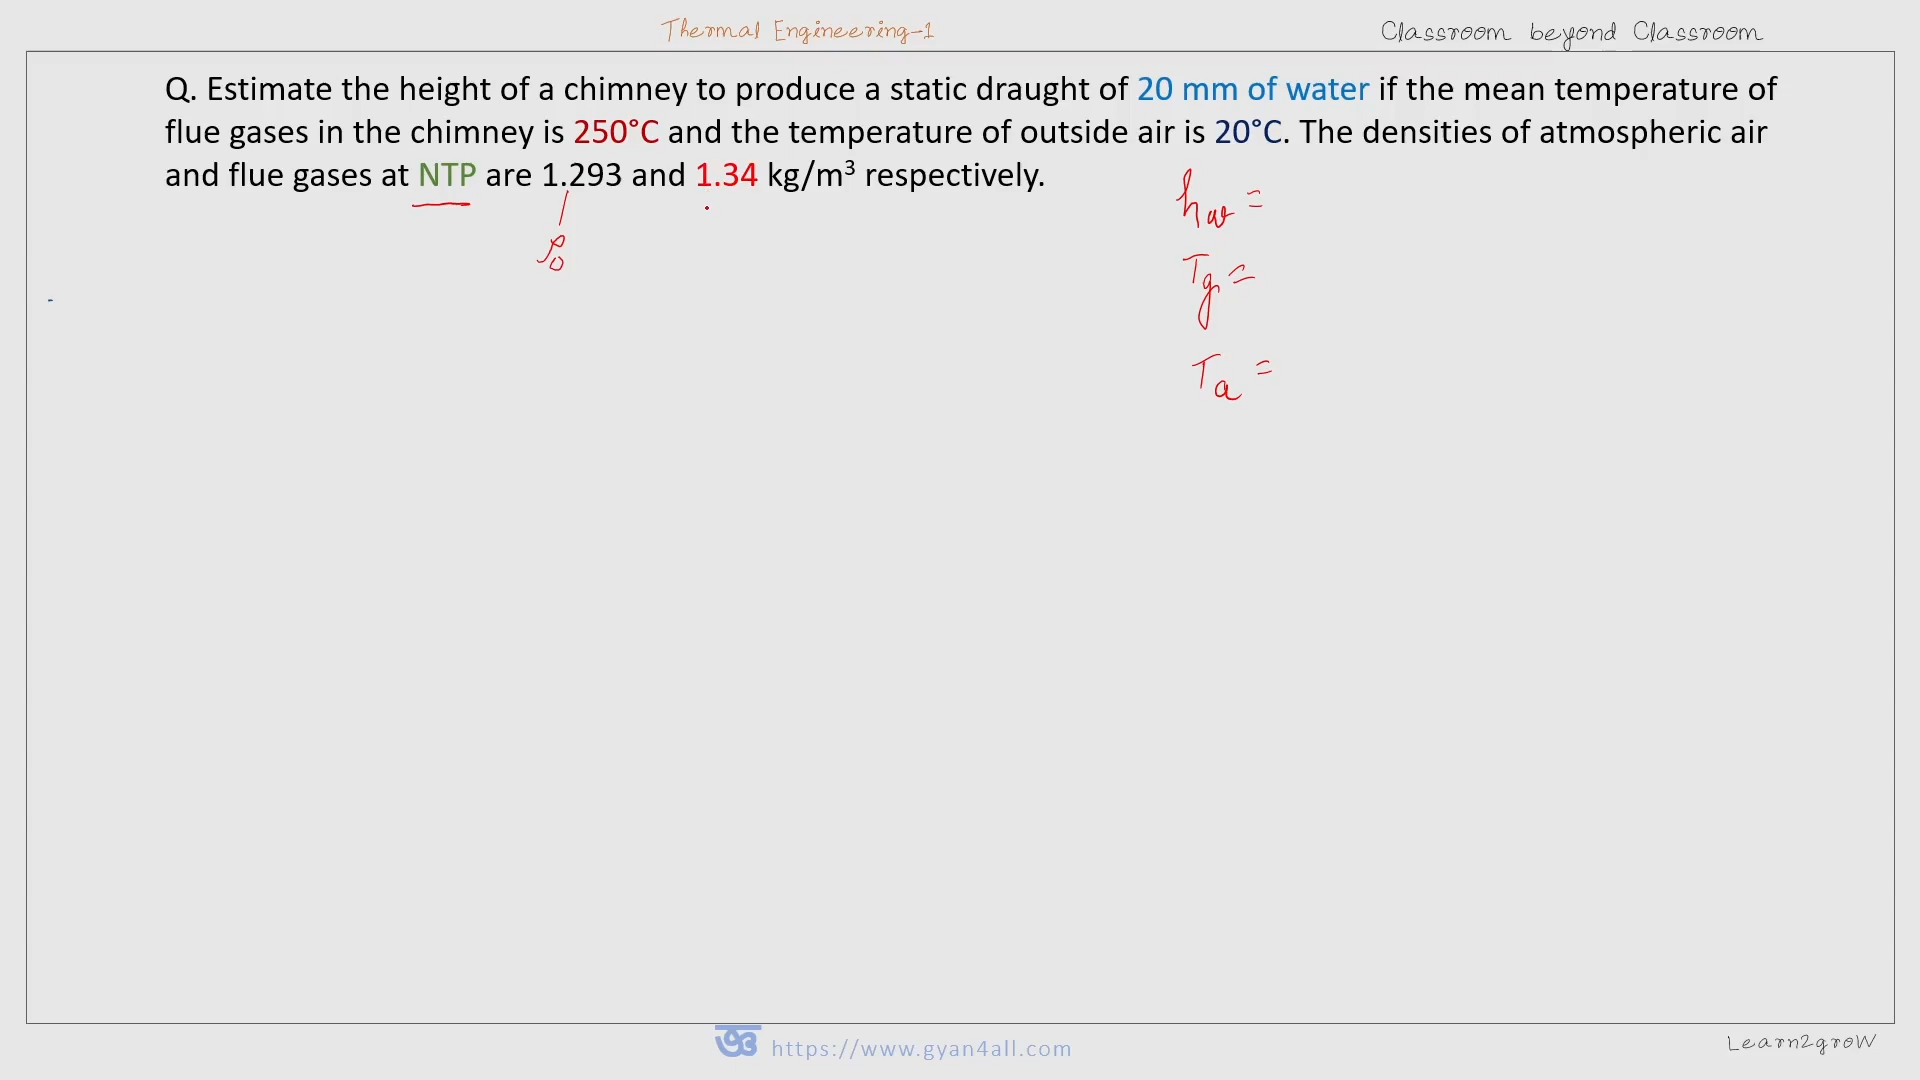 Thermal Engineering-1
Classroom beyond Classroom
Q. Estimate the height of a chimney to produce a static draught of 20 mm of water if the mean temperature of
flue gases in the chimney is 250°C and the temperature of outside air is 20°C. The densities of atmospheric air
and flue gases at NTP are 1.293 and 1.34 kg/m³ respectively.
h_w =
ρ₀
T_g =
T_a =
https://www.gyan4all.com
Learn2groW